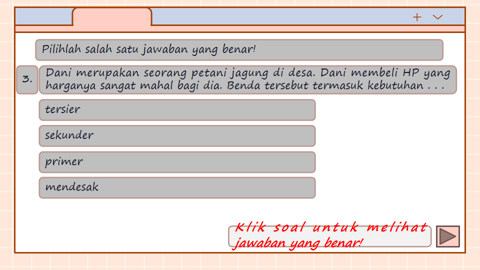 Pilihlah salah satu jawaban yang benar!
3. Dani merupakan seorang petani jagung di desa. Dani membeli HP yang
harganya sangat mahal bagi dia. Benda tersebut termasuk kebutuhan . . .
tersier
sekunder
primer
mendesak
Klik soal untuk melihat
jawaban yang benar!